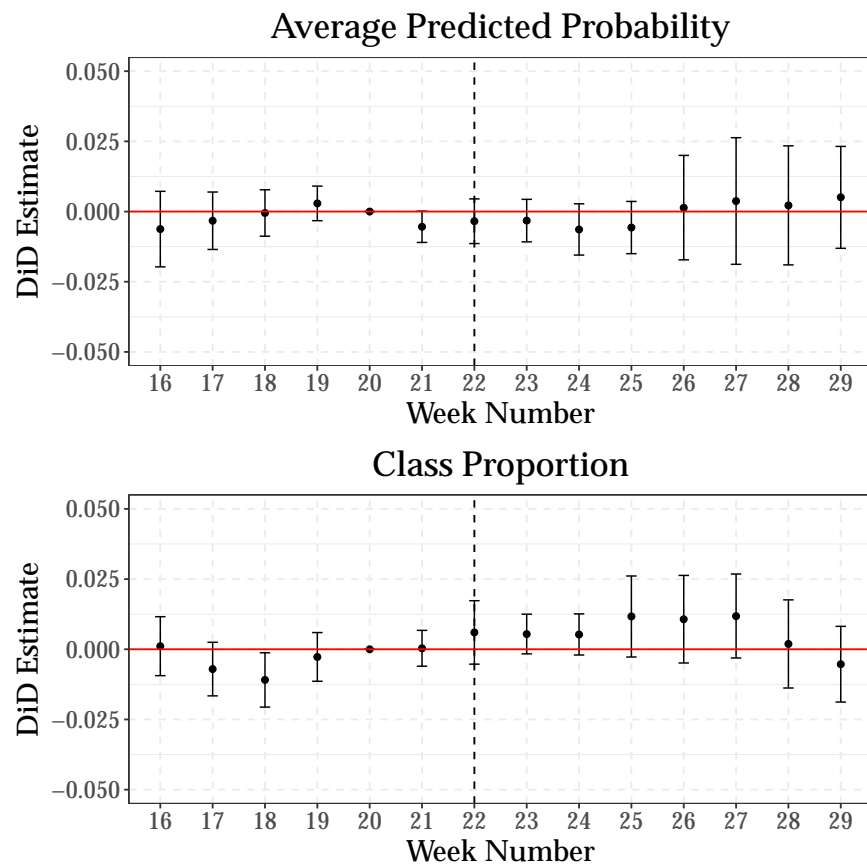 Average Predicted Probability
DiD Estimate
0.050
0.025
0.000
−0.025
−0.050
16 17 18 19 20 21 22 23 24 25 26 27 28 29
Week Number
Class Proportion
DiD Estimate
0.050
0.025
0.000
−0.025
−0.050
16 17 18 19 20 21 22 23 24 25 26 27 28 29
Week Number